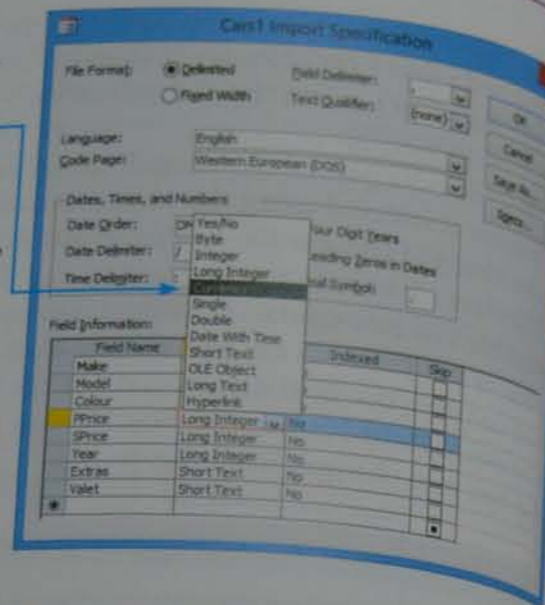 Cars1 Import Specification
File Format: Delimited Field Delimiter: ,
Fixed Width Text Qualifier: {none}
OK
Cancel
Save As...
Specs...
Language: English
Code Page: Western European (DOS)
Dates, Times, and Numbers
Date Order: DM Four Digit Years
Date Delimiter: / Leading Zeros in Dates
Time Delimiter: : Symbol: .
Yes/No
Byte
Integer
Long Integer
Currency
Single
Double
Date With Time
Short Text
OLE Object
Long Text
Hyperlink
Field Information:
Field Name Indexed Skip
Make
Model
Colour
PPrice Long Integer No
SPrice Long Integer No
Year Long Integer No
Extras Short Text No
Valet Short Text No